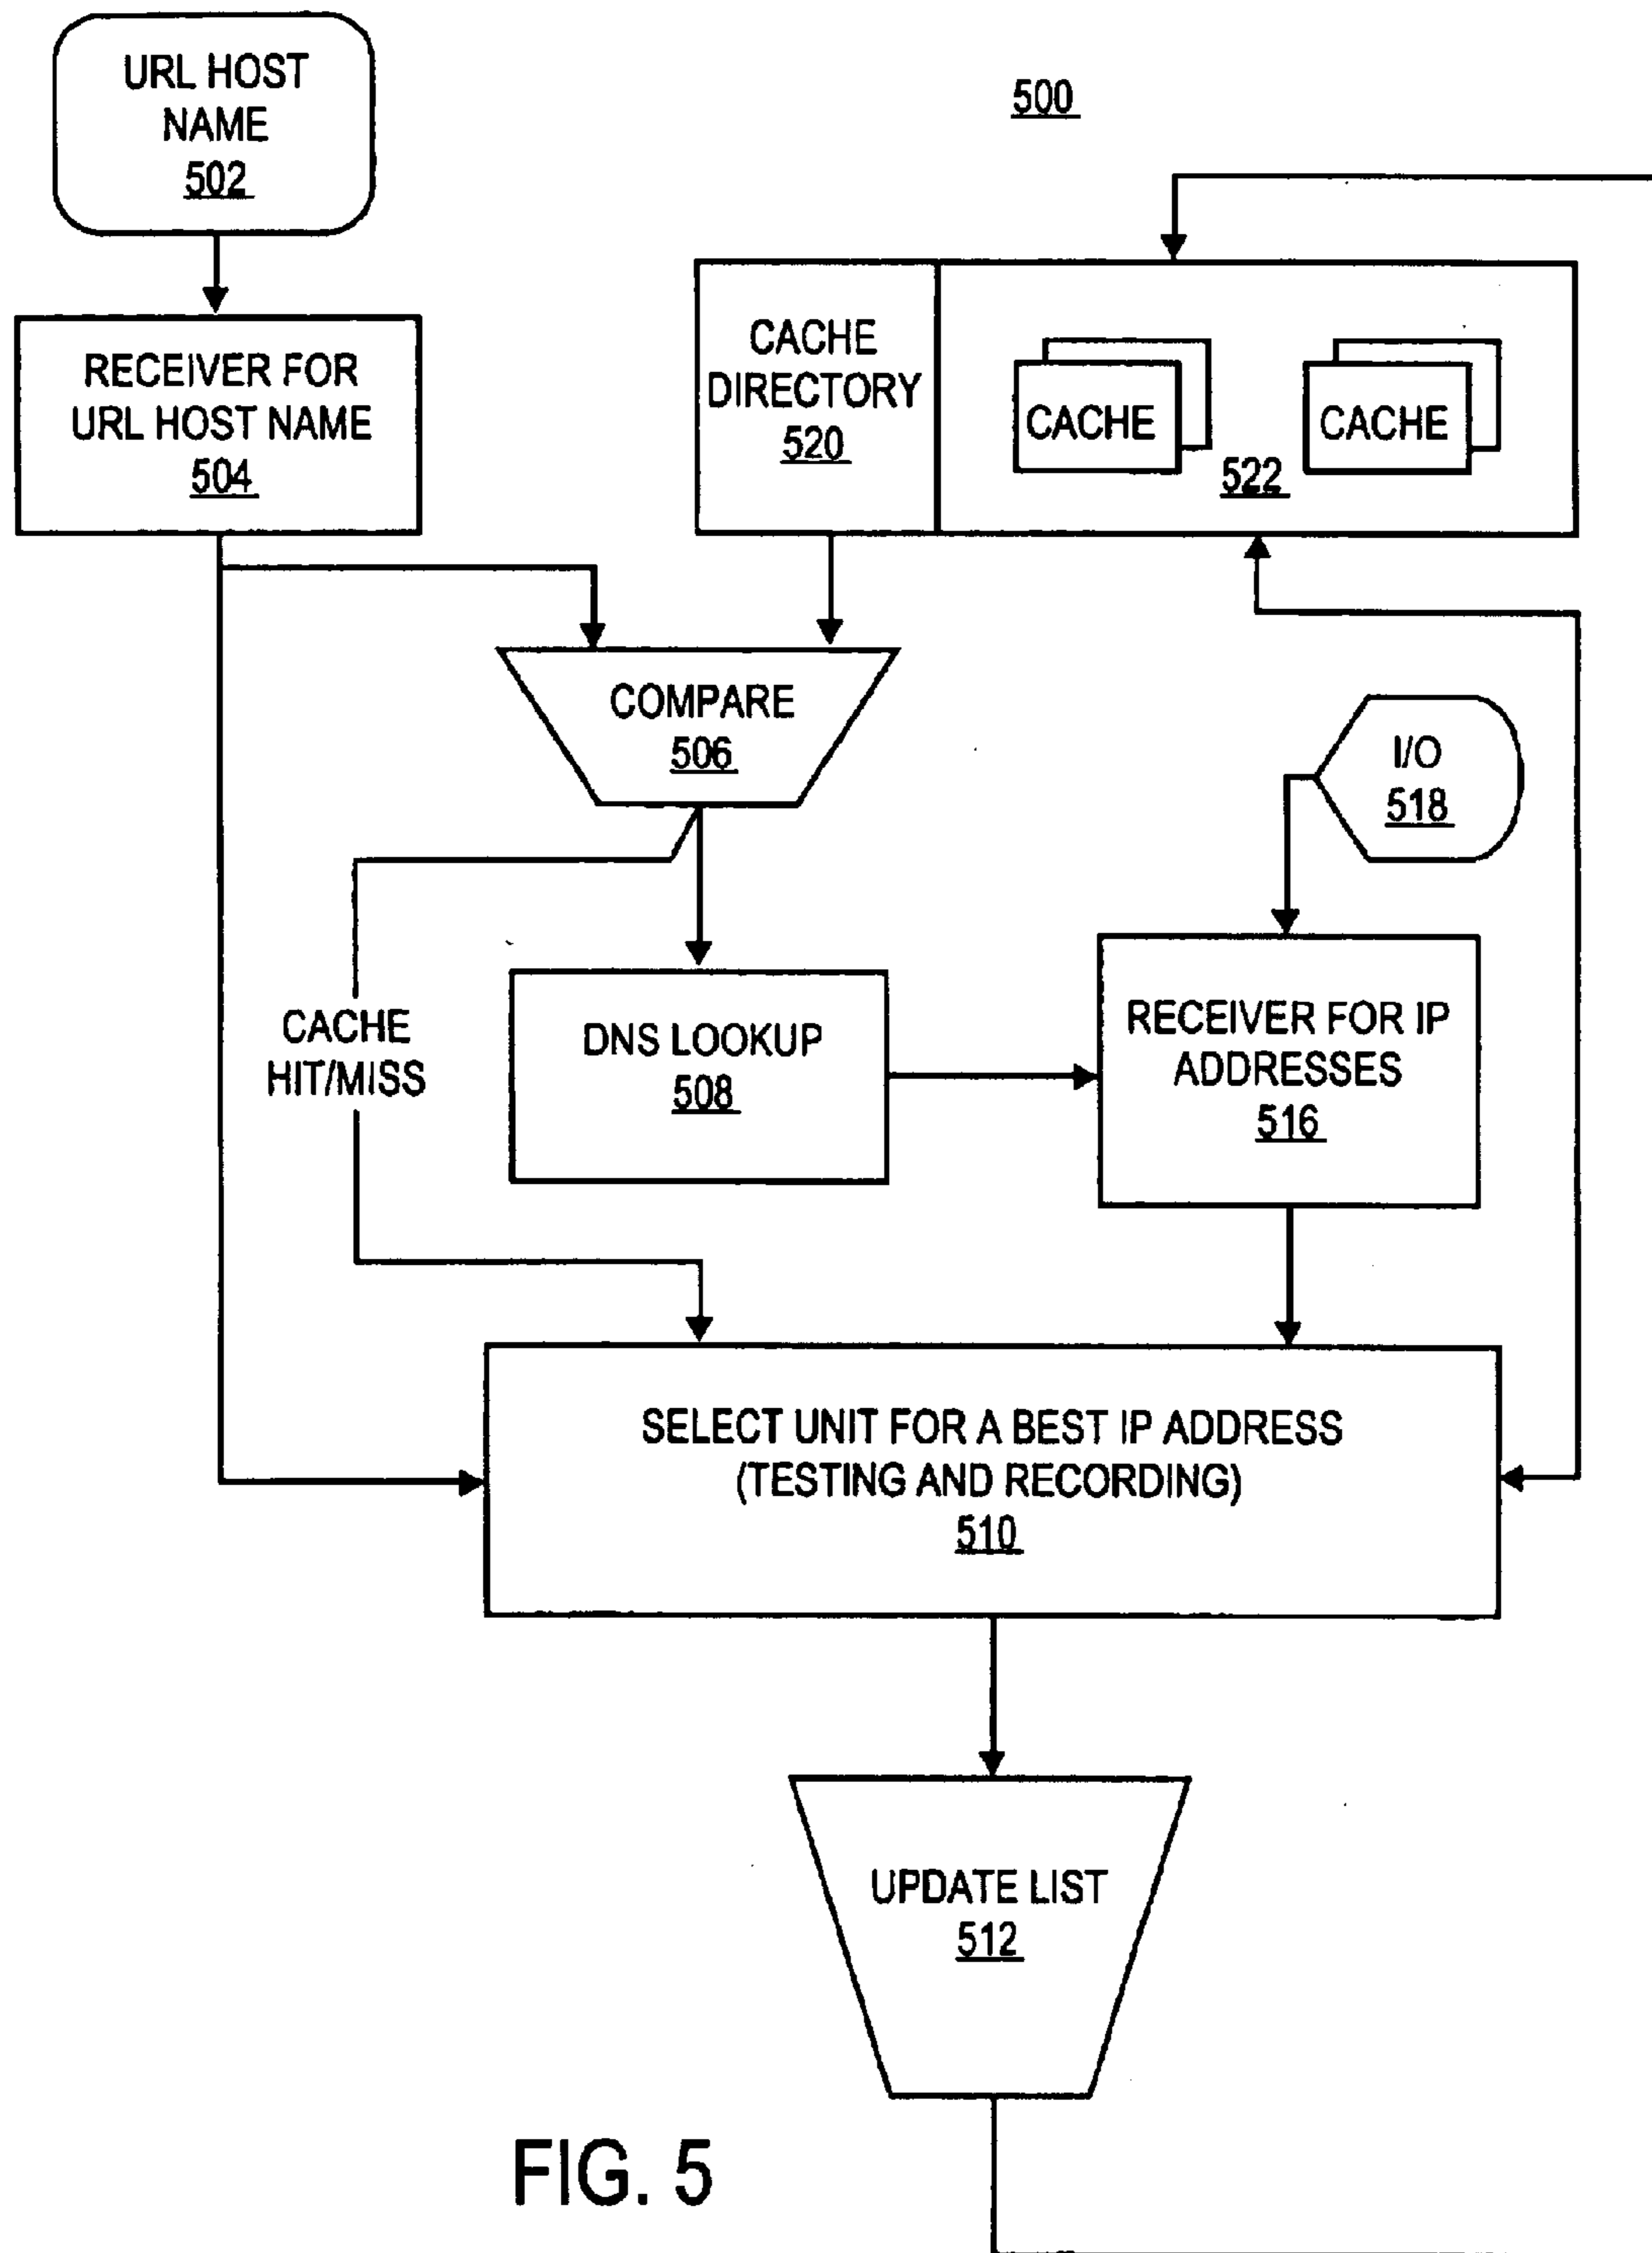 URL HOST
NAME
502
500
RECEIVER FOR
URL HOST NAME
504
CACHE
DIRECTORY
520
CACHE
CACHE
522
COMPARE
506
I/O
518
CACHE
HIT/MISS
DNS LOOKUP
508
RECEIVER FOR IP
ADDRESSES
516
SELECT UNIT FOR A BEST IP ADDRESS
(TESTING AND RECORDING)
510
UPDATE LIST
512
FIG. 5